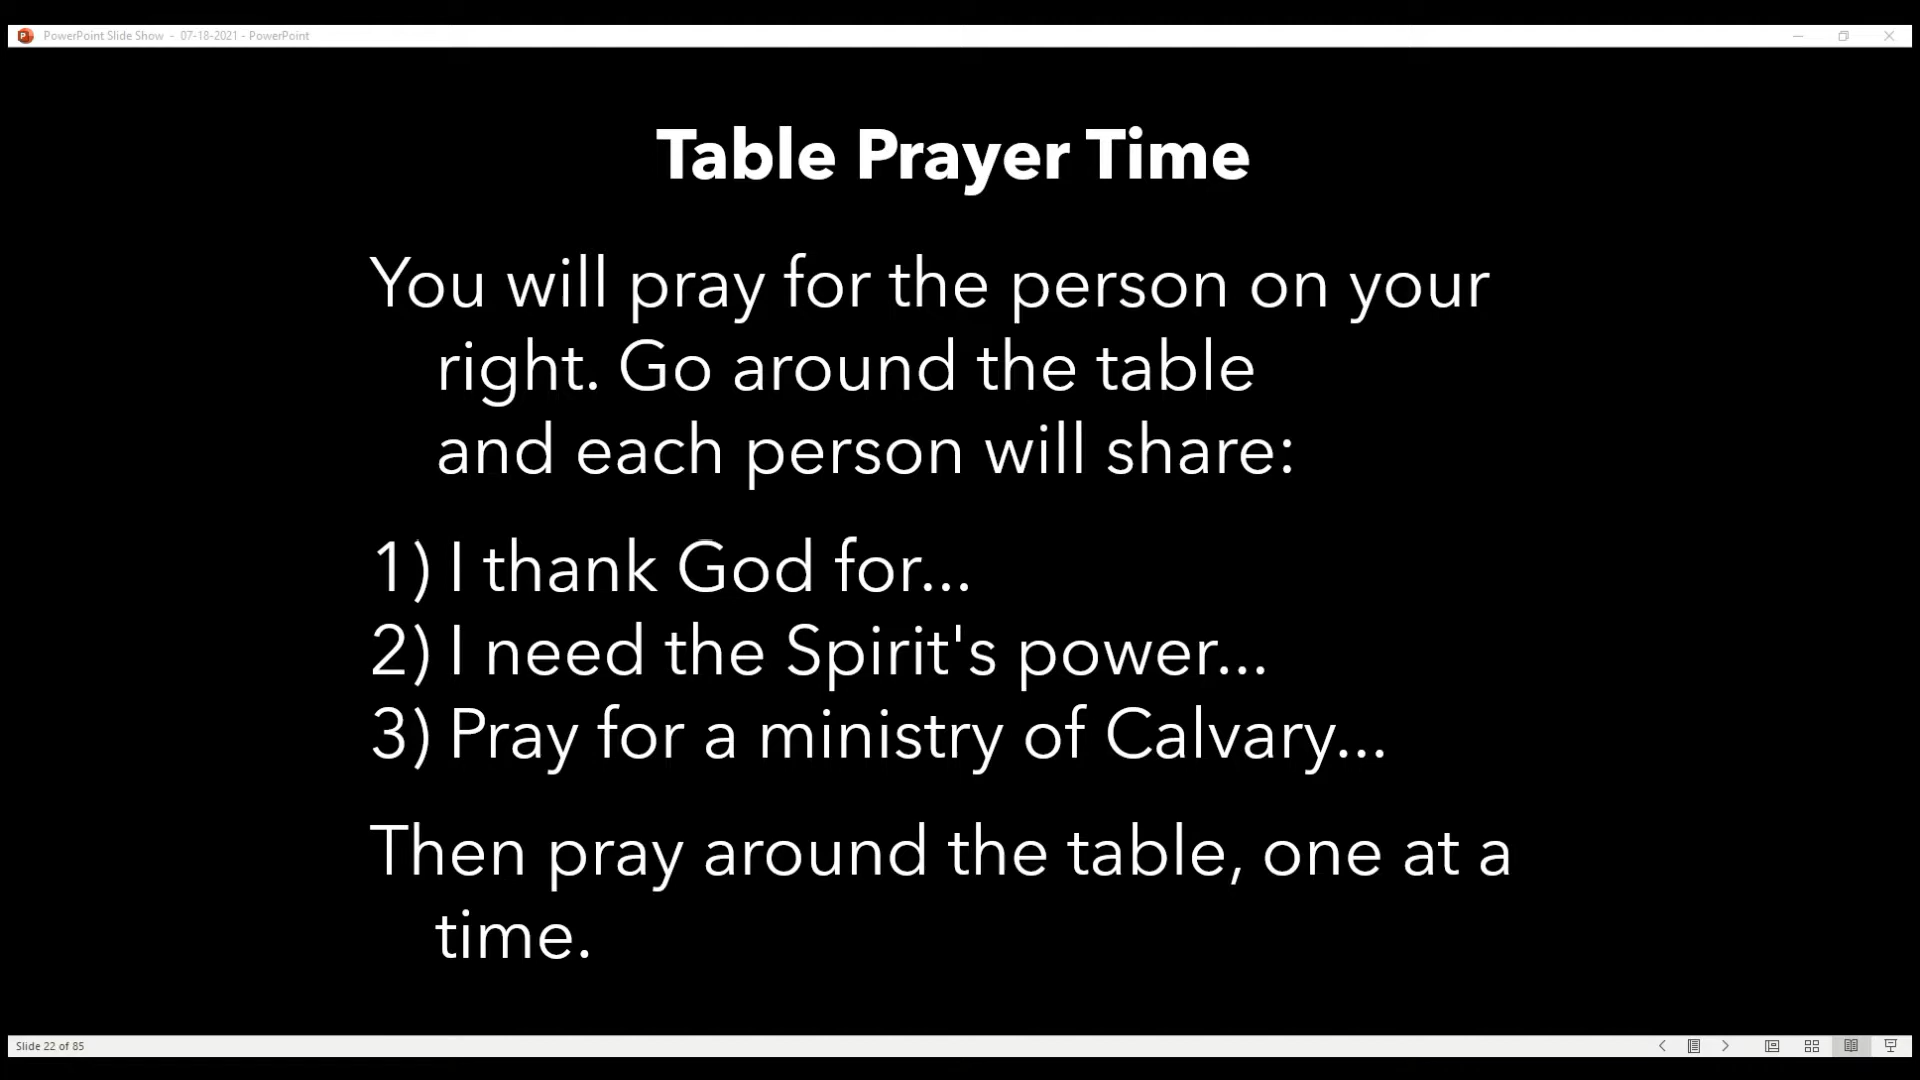 PowerPoint Slide Show - 07-18-2021 - PowerPoint
Table Prayer Time
You will pray for the person on your
right. Go around the table
and each person will share:
1) I thank God for...
2) I need the Spirit's power...
3) Pray for a ministry of Calvary...
Then pray around the table, one at a
time.
Slide 22 of 85